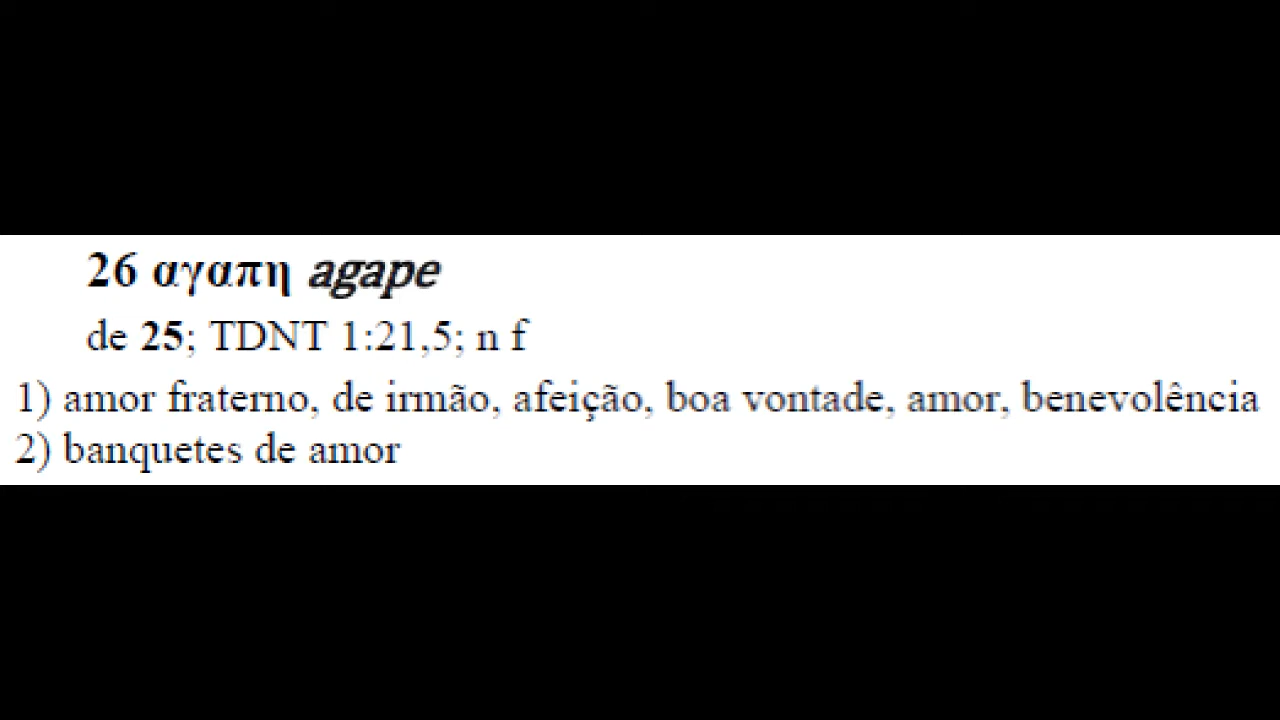 26 αγαπη agape
de 25; TDNT 1:21,5; n f
1) amor fraterno, de irmão, afeição, boa vontade, amor, benevolência
2) banquetes de amor